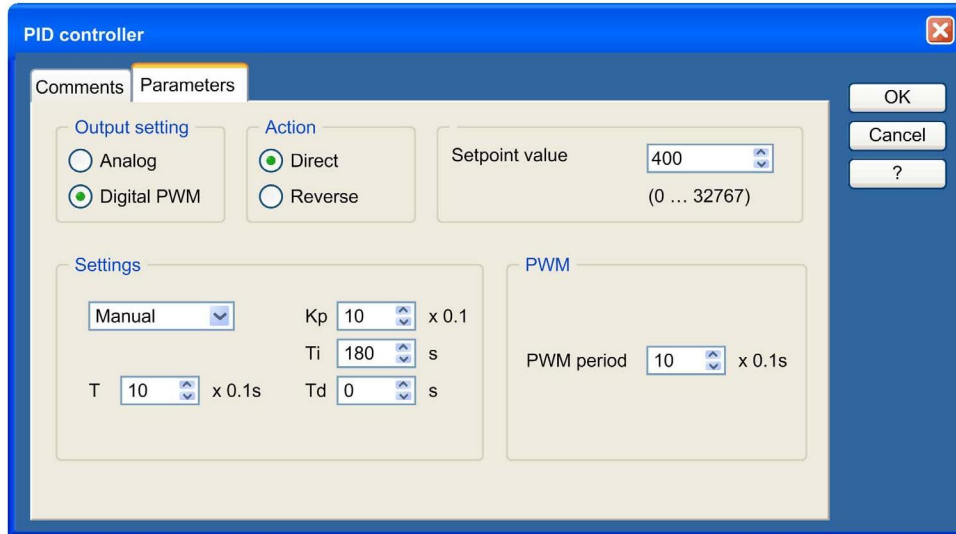 PID controller
Comments Parameters
OK
Cancel
?
Output setting
Analog
Digital PWM
Action
Direct
Reverse
Setpoint value 400
(0 … 32767)
Settings
Manual
T 10 x 0.1s
Kp 10 x 0.1
Ti 180 s
Td 0 s
PWM
PWM period 10 x 0.1s